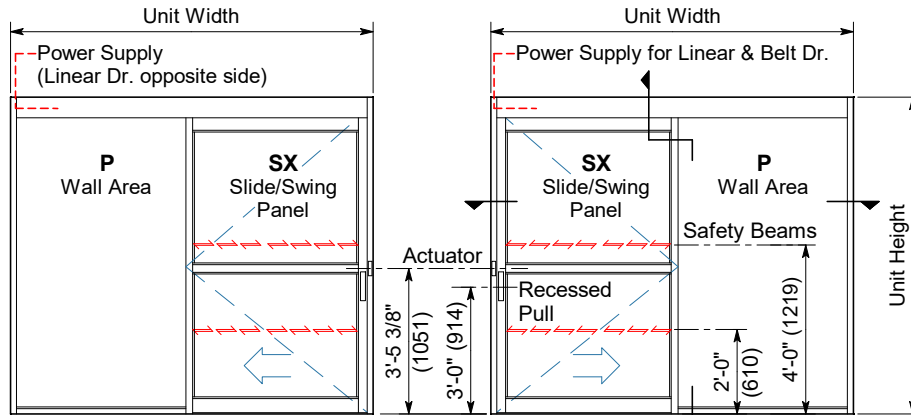 Unit Width
Power Supply
(Linear Dr. opposite side)
P
Wall Area
SX
Slide/Swing
Panel
Actuator
3'-5 3/8"
(1051)
3'-0" (914)
Unit Width
Power Supply for Linear & Belt Dr.
SX
Slide/Swing
Panel
P
Wall Area
Safety Beams
Recessed
Pull
2'-0"
(610)
4'-0" (1219)
Unit Height